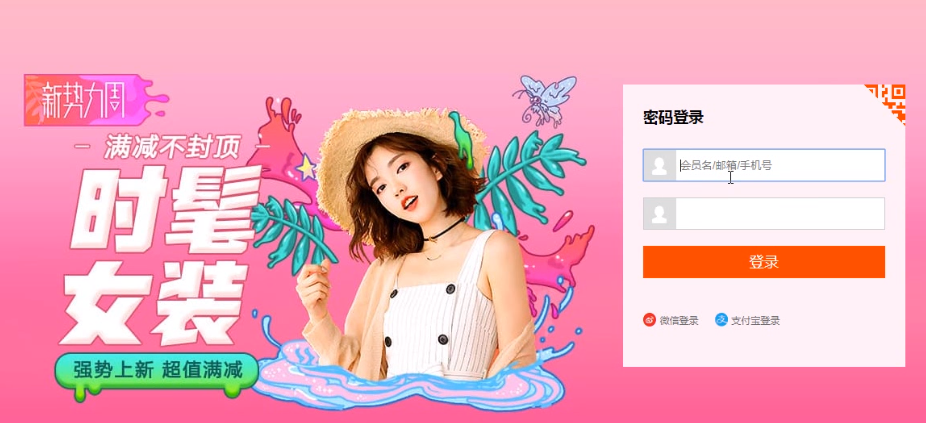 新势力周
满减不封顶
时髦
女装
强势上新 超值满减
密码登录
会员名/邮箱/手机号
登录
微信登录 支付宝登录